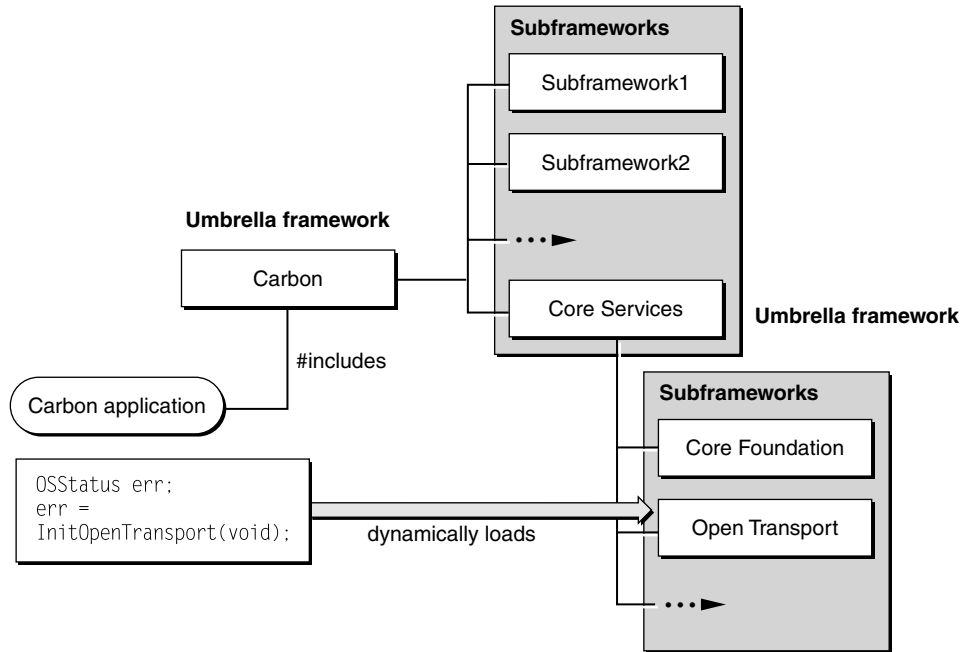 Subframeworks
Subframework1
Subframework2
Umbrella framework
Carbon
Core Services
Umbrella framework
#includes
Carbon application
Subframeworks
Core Foundation
OSStatus err;
err =
InitOpenTransport(void);
dynamically loads
Open Transport